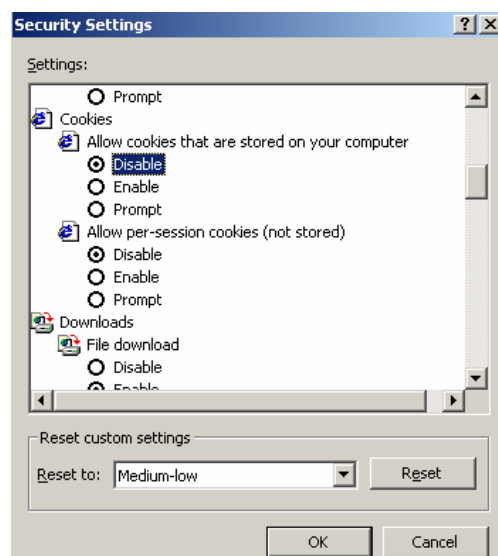 Security Settings
Settings:
Prompt
Cookies
Allow cookies that are stored on your computer
Disable
Enable
Prompt
Allow per-session cookies (not stored)
Disable
Enable
Prompt
Downloads
File download
Disable
Enable
Reset custom settings
Reset to: Medium-low Reset
OK Cancel